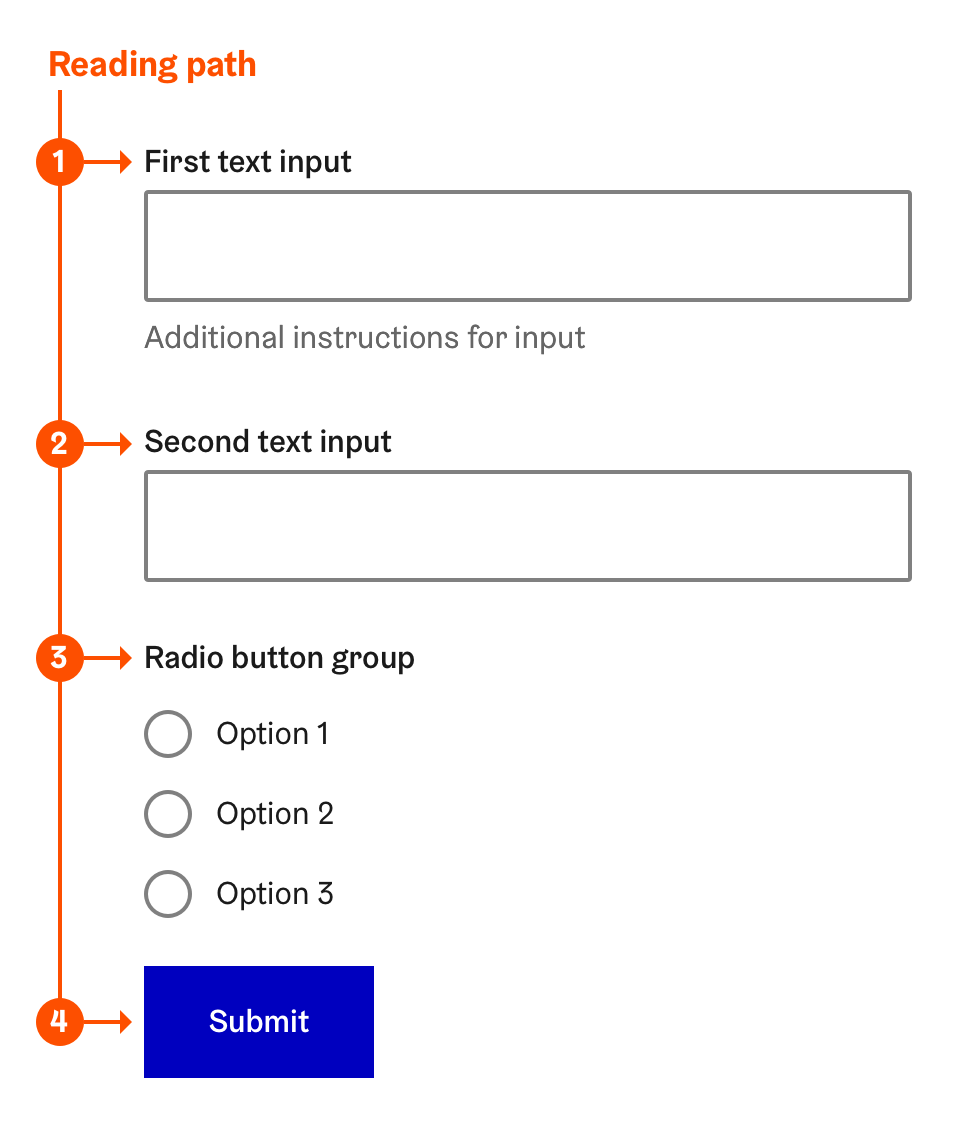 Reading path
1
First text input
Additional instructions for input
2
Second text input
3
Radio button group
Option 1
Option 2
Option 3
4
Submit